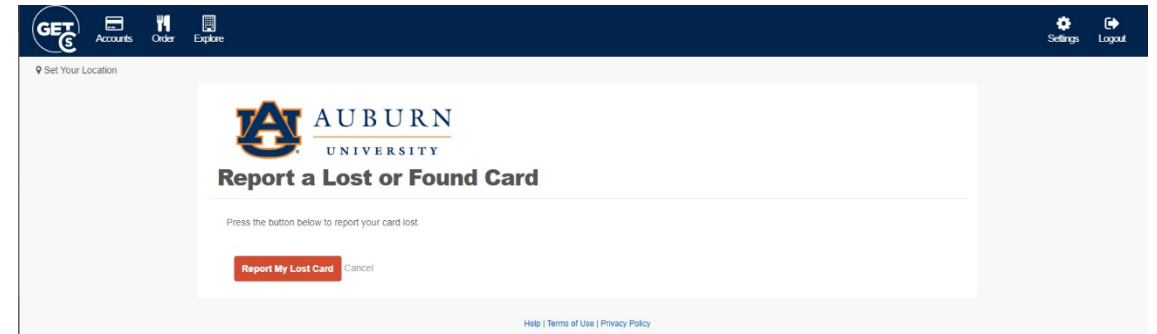 GET
Accounts Order Explore Settings Logout
Set Your Location
AUBURN
UNIVERSITY
Report a Lost or Found Card
Press the button below to report your card lost.
Report My Lost Card Cancel
Help | Terms of Use | Privacy Policy